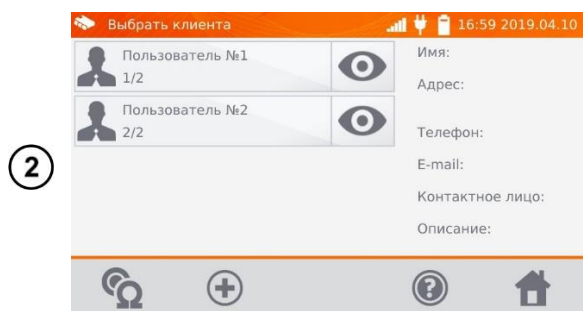 Выбрать клиента
16:59 2019.04.10
Пользователь №1
1/2
Пользователь №2
2/2
Имя:
Адрес:
Телефон:
E-mail:
Контактное лицо:
Описание:
2